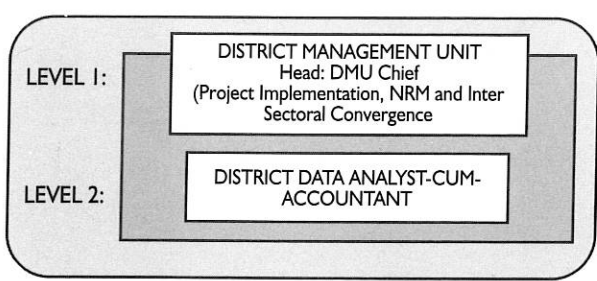 LEVEL 1:
DISTRICT MANAGEMENT UNIT
Head: DMU Chief
(Project Implementation, NRM and Inter
Sectoral Convergence
LEVEL 2:
DISTRICT DATA ANALYST-CUM-
ACCOUNTANT